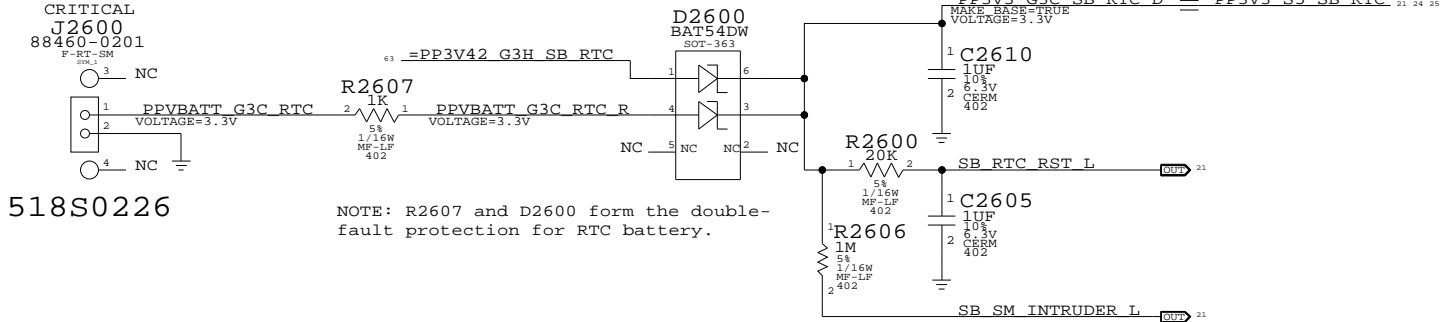 CRITICAL
J2600
88460-0201
F-RT-SM
SYM_1
3 NC
1 PPVBATT_G3C_RTC
VOLTAGE=3.3V
2
4 NC
518S0226
R2607
2 1K 1
5%
1/16W
MF-LF
402
63 =PP3V42_G3H_SB_RTC
PPVBATT_G3C_RTC_R
VOLTAGE=3.3V
D2600
BAT54DW
SOT-363
1 6
4 3
NC 5 NC NC 2 NC
NOTE: R2607 and D2600 form the double-
fault protection for RTC battery.
PP3V3_G3C_SB_RTC_D = PP3V3_S5_SB_RTC 21 24 25
MAKE_BASE=TRUE
VOLTAGE=3.3V
1 C2610
1UF
10%
6.3V
2 CERM
402
R2600
1 20K 2
5%
1/16W
MF-LF
402
SB_RTC_RST_L OUT 21
1 C2605
1UF
10%
6.3V
2 CERM
402
1 R2606
1M
5%
1/16W
MF-LF
2 402
SB_SM_INTRUDER_L OUT 21